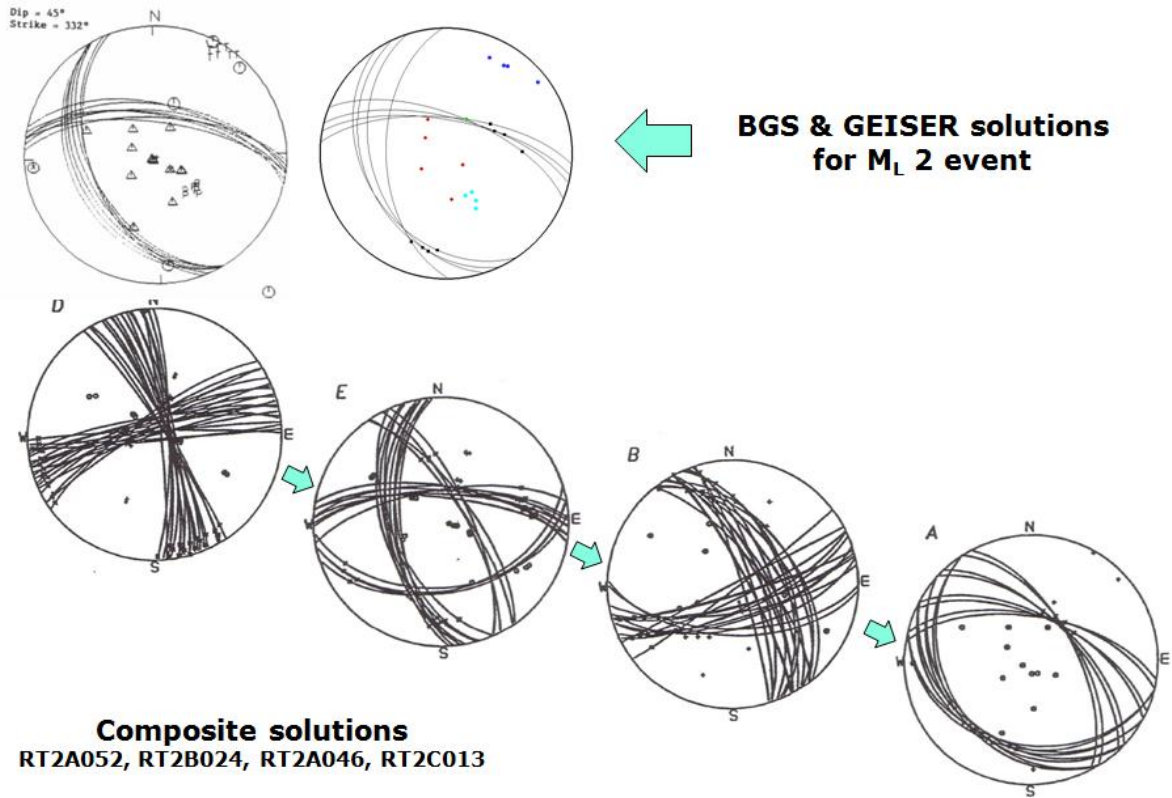 Dip = 45°
Strike = 332°
N
BGS & GEISER solutions
for ML 2 event
D
N
W
E
S
E
N
W
E
S
B
N
W
E
S
A
N
W
E
S
Composite solutions
RT2A052, RT2B024, RT2A046, RT2C013